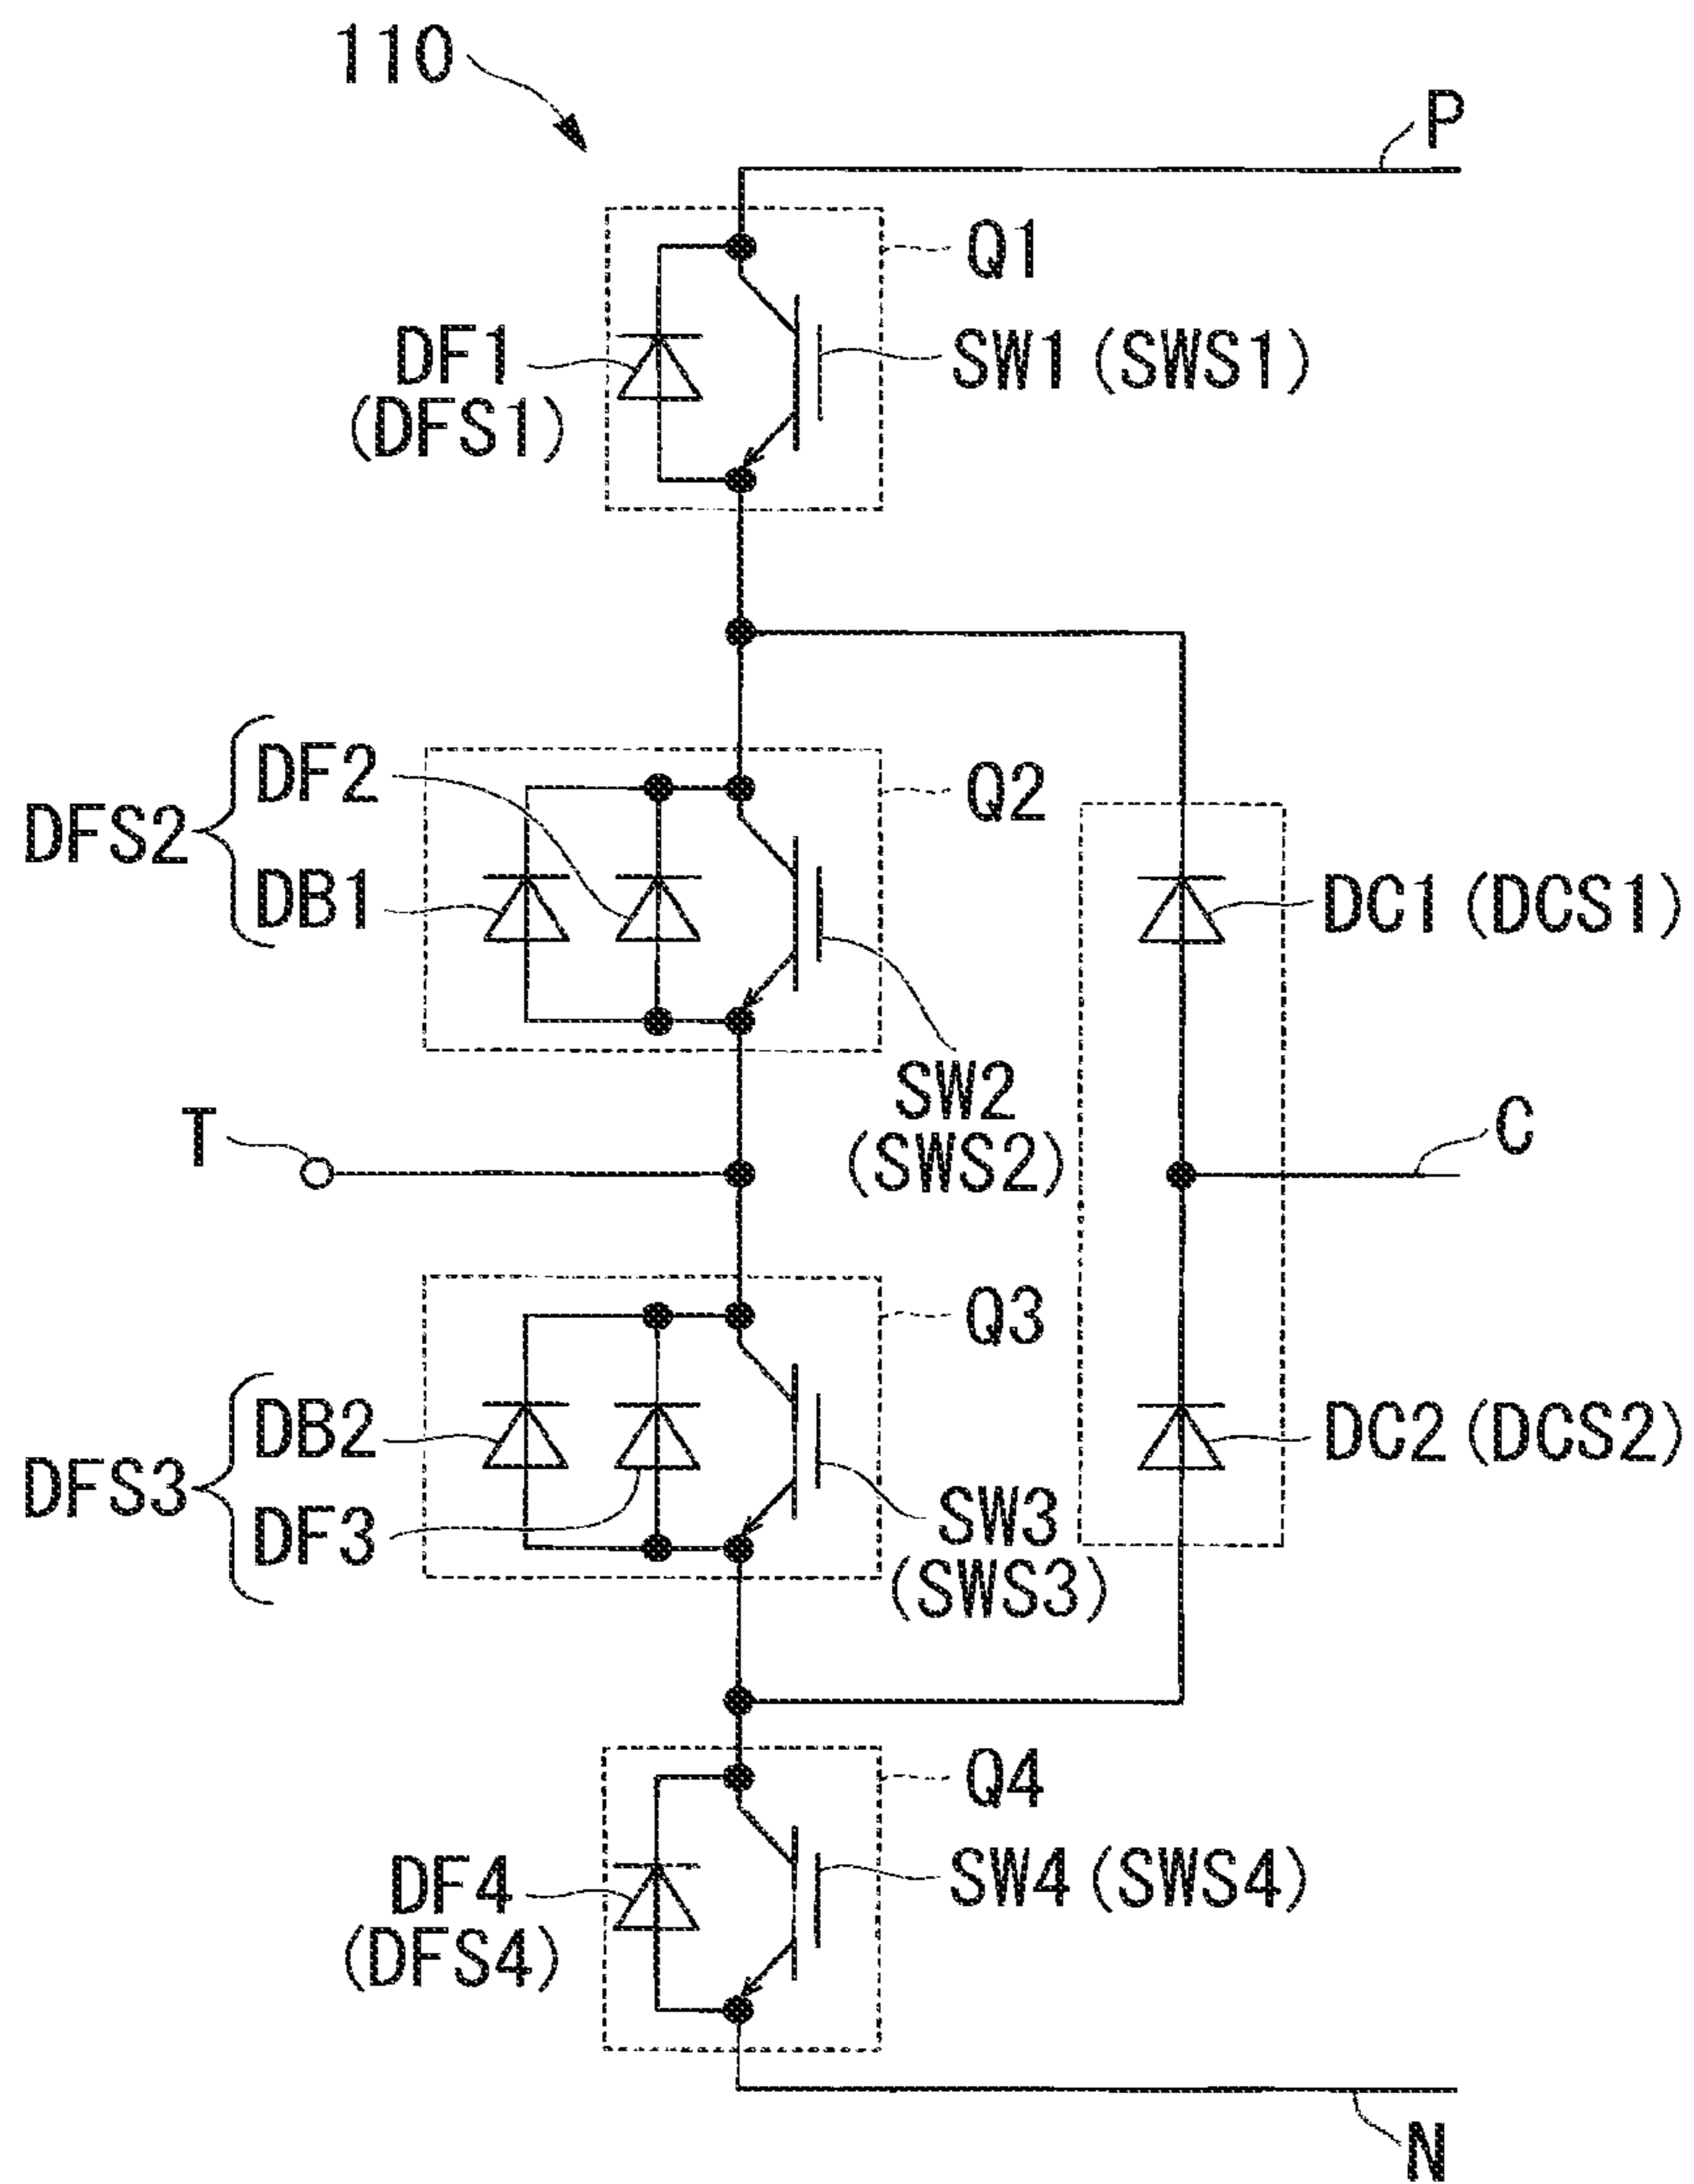 110
P
Q1
DF1
(DFS1)
SW1 (SWS1)
DFS2
DF2
DB1
Q2
DC1 (DCS1)
SW2
(SWS2)
T
C
Q3
DFS3
DB2
DF3
DC2 (DCS2)
SW3
(SWS3)
Q4
DF4
(DFS4)
SW4 (SWS4)
N